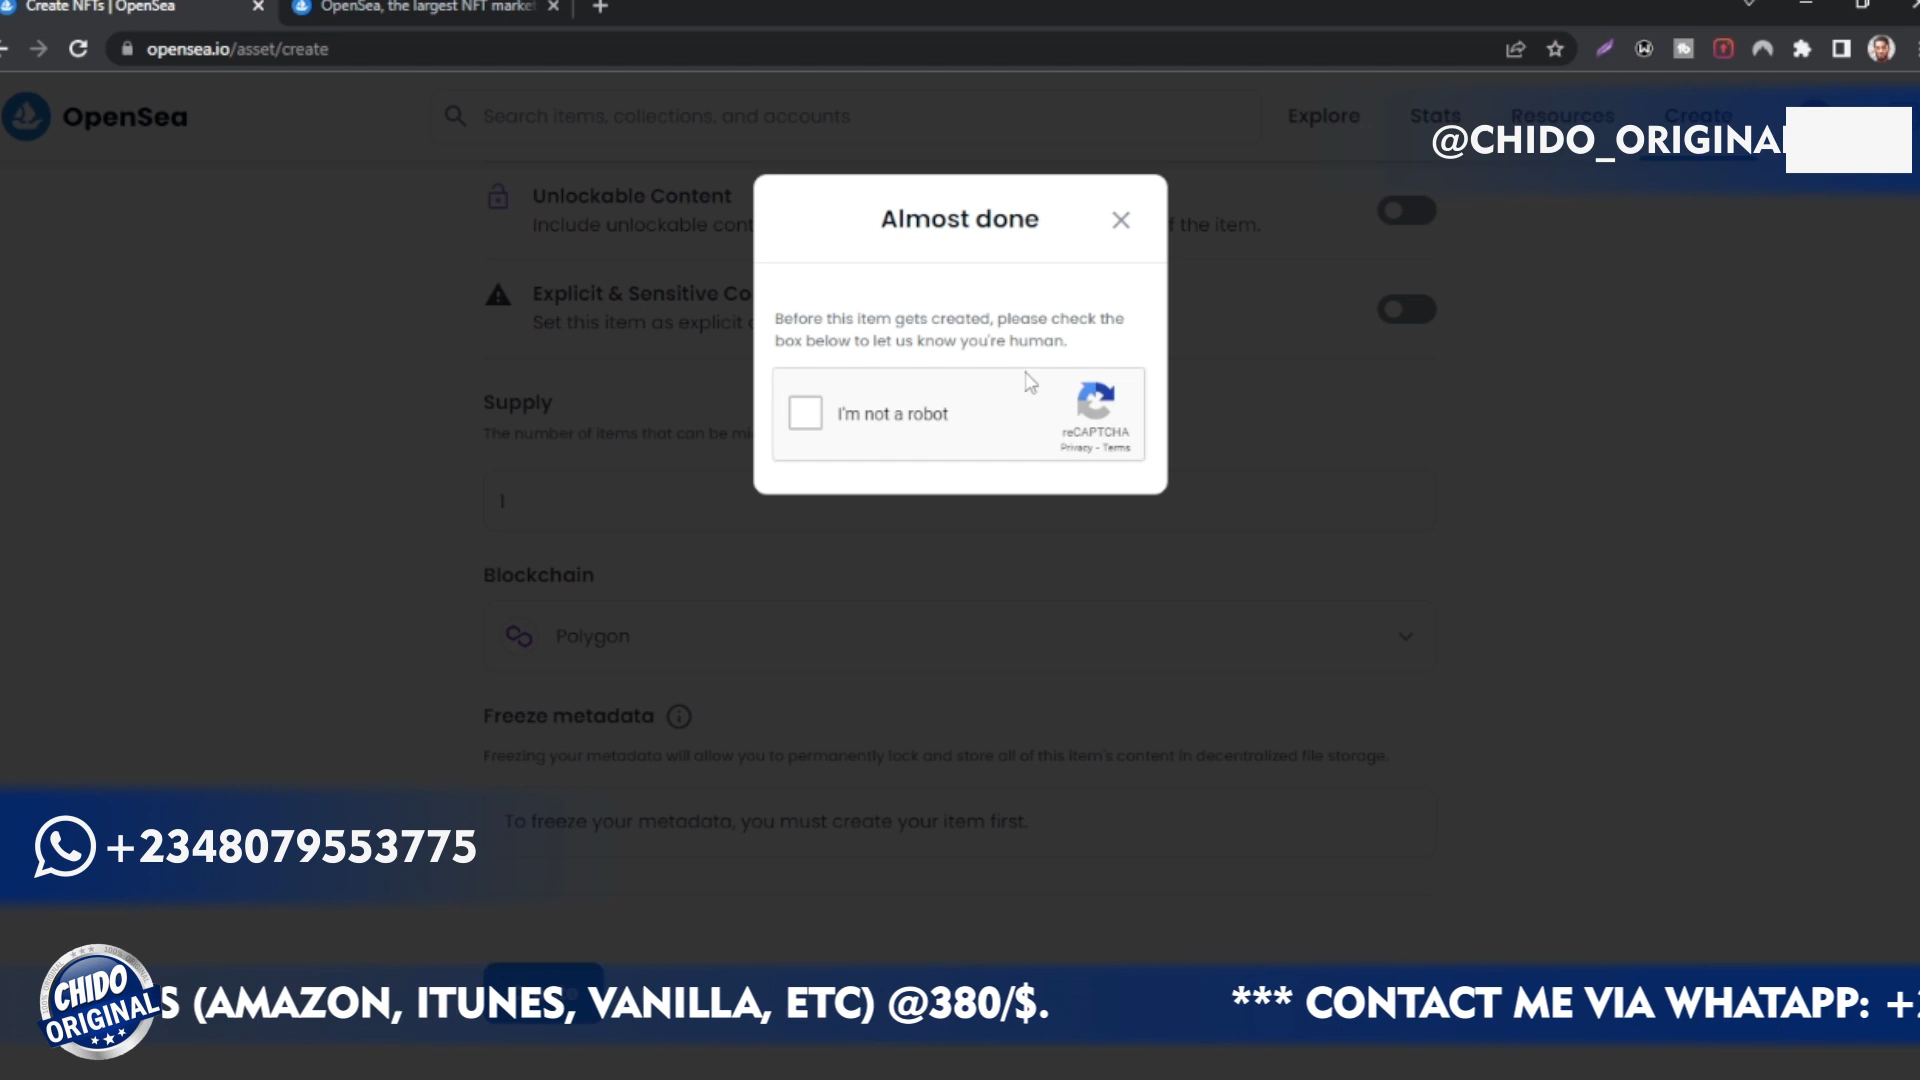 Create NFTs | OpenSea
OpenSea, the largest NFT marke
opensea.io/asset/create
OpenSea
Search items, collections, and accounts
Explore
Stats
Resources
Create
@CHIDO_ORIGINAL
Unlockable Content
Include unlockable cont
f the item.
Explicit & Sensitive Co
Set this item as explicit
Almost done
Before this item gets created, please check the
box below to let us know you're human.
I'm not a robot
reCAPTCHA
Privacy - Terms
Supply
The number of items that can be mi
1
Blockchain
Polygon
Freeze metadata
Freezing your metadata will allow you to permanently lock and store all of this item's content in decentralized file storage.
To freeze your metadata, you must create your item first.
+2348079553775
CHIDO
ORIGINAL
S (AMAZON, ITUNES, VANILLA, ETC) @380/$.
*** CONTACT ME VIA WHATAPP: +